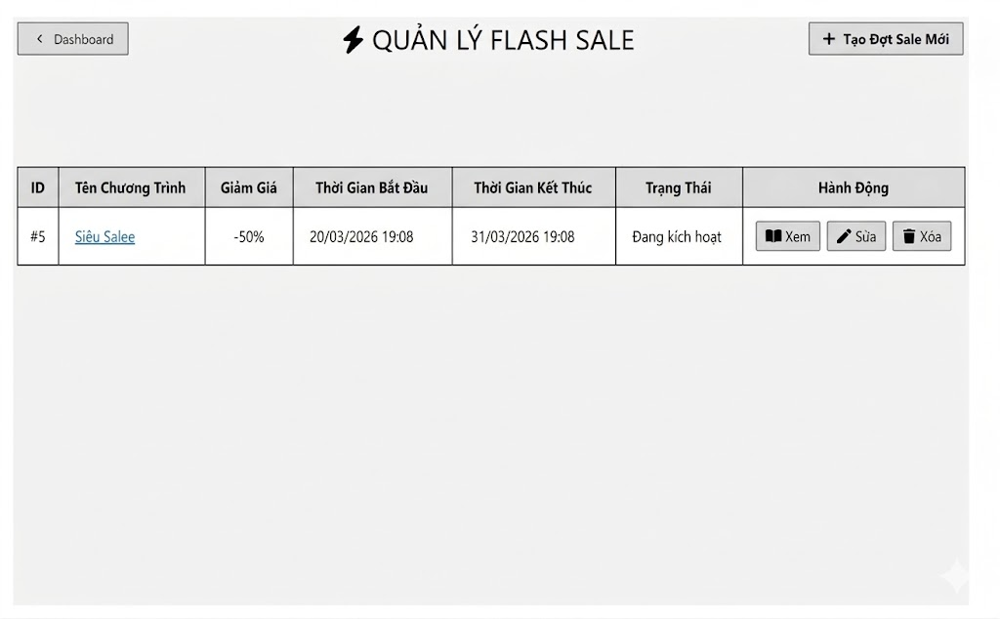 Dashboard
QUẢN LÝ FLASH SALE
+ Tạo Đợt Sale Mới
ID Tên Chương Trình Giảm Giá Thời Gian Bắt Đầu Thời Gian Kết Thúc Trạng Thái Hành Động
#5 Siêu Salee -50% 20/03/2026 19:08 31/03/2026 19:08 Đang kích hoạt Xem Sửa Xóa